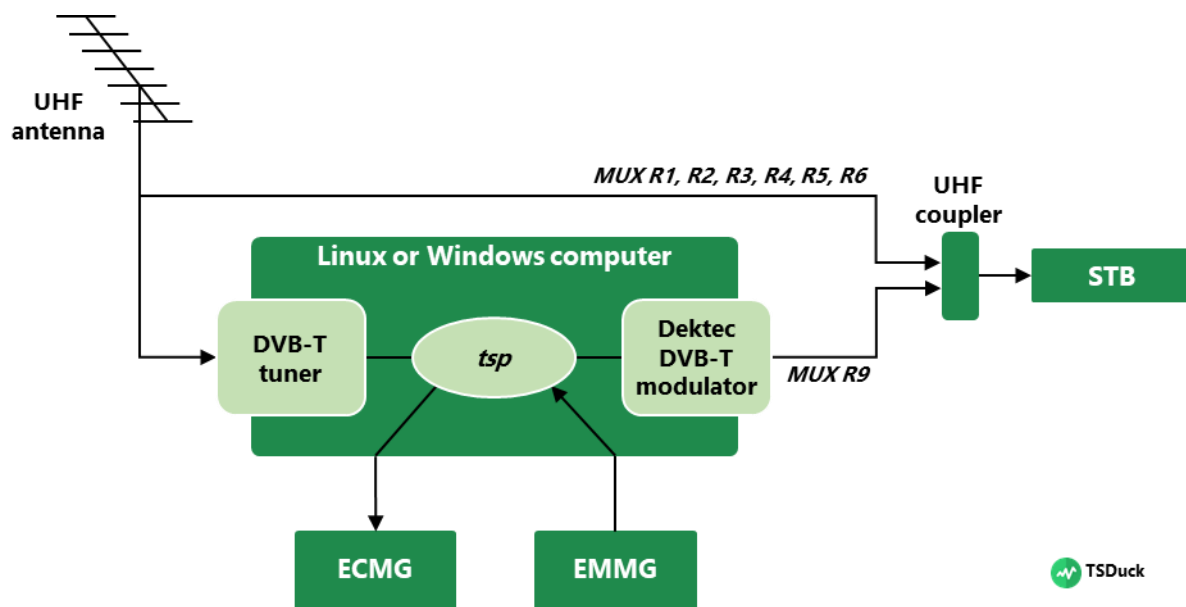 UHF
antenna
MUX R1, R2, R3, R4, R5, R6
UHF
coupler
Linux or Windows computer
STB
DVB-T
tuner
tsp
Dektec
DVB-T
modulator
MUX R9
ECMG
EMMG
TSDuck